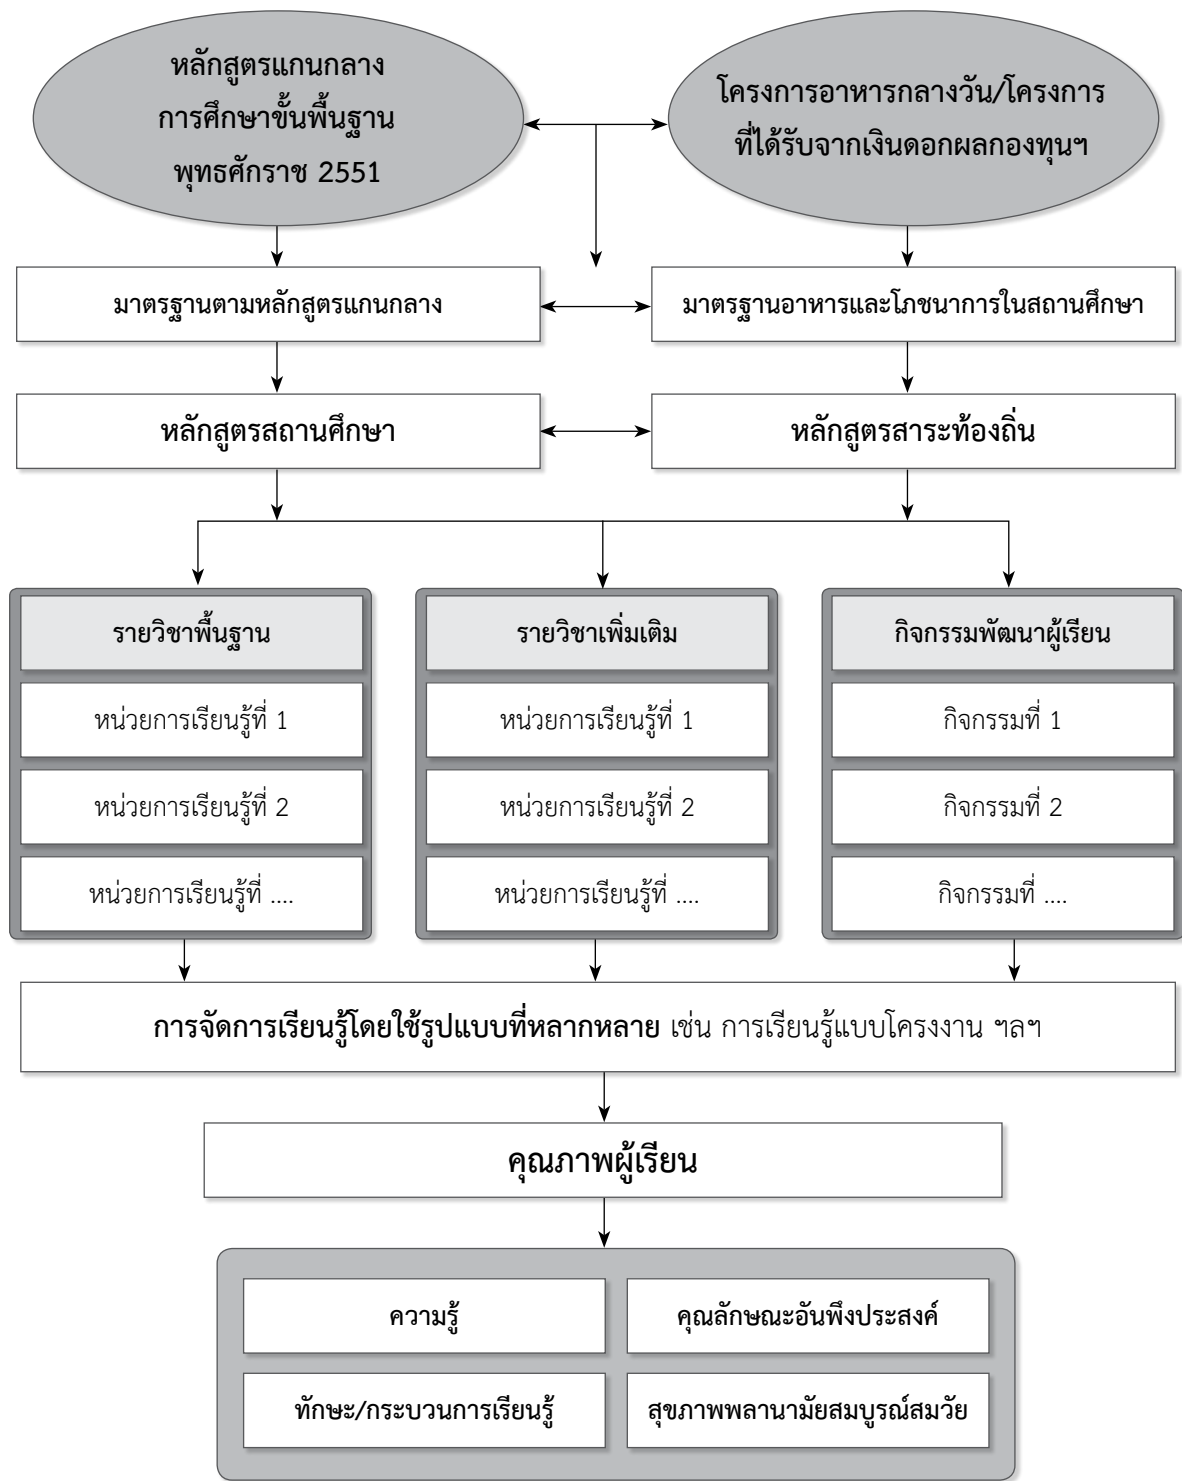 หลักสูตรแกนกลาง
การศึกษาขั้นพื้นฐาน
พุทธศักราช 2551
โครงการอาหารกลางวัน/โครงการ
ที่ได้รับจากเงินดอกผลกองทุนฯ
มาตรฐานตามหลักสูตรแกนกลาง
มาตรฐานอาหารและโภชนาการในสถานศึกษา
หลักสูตรสถานศึกษา
หลักสูตรสาระท้องถิ่น
รายวิชาพื้นฐาน
หน่วยการเรียนรู้ที่ 1
หน่วยการเรียนรู้ที่ 2
หน่วยการเรียนรู้ที่ ....
รายวิชาเพิ่มเติม
หน่วยการเรียนรู้ที่ 1
หน่วยการเรียนรู้ที่ 2
หน่วยการเรียนรู้ที่ ....
กิจกรรมพัฒนาผู้เรียน
กิจกรรมที่ 1
กิจกรรมที่ 2
กิจกรรมที่ ....
การจัดการเรียนรู้โดยใช้รูปแบบที่หลากหลาย เช่น การเรียนรู้แบบโครงงาน ฯลฯ
คุณภาพผู้เรียน
ความรู้
คุณลักษณะอันพึงประสงค์
ทักษะ/กระบวนการเรียนรู้
สุขภาพพลานามัยสมบูรณ์สมวัย